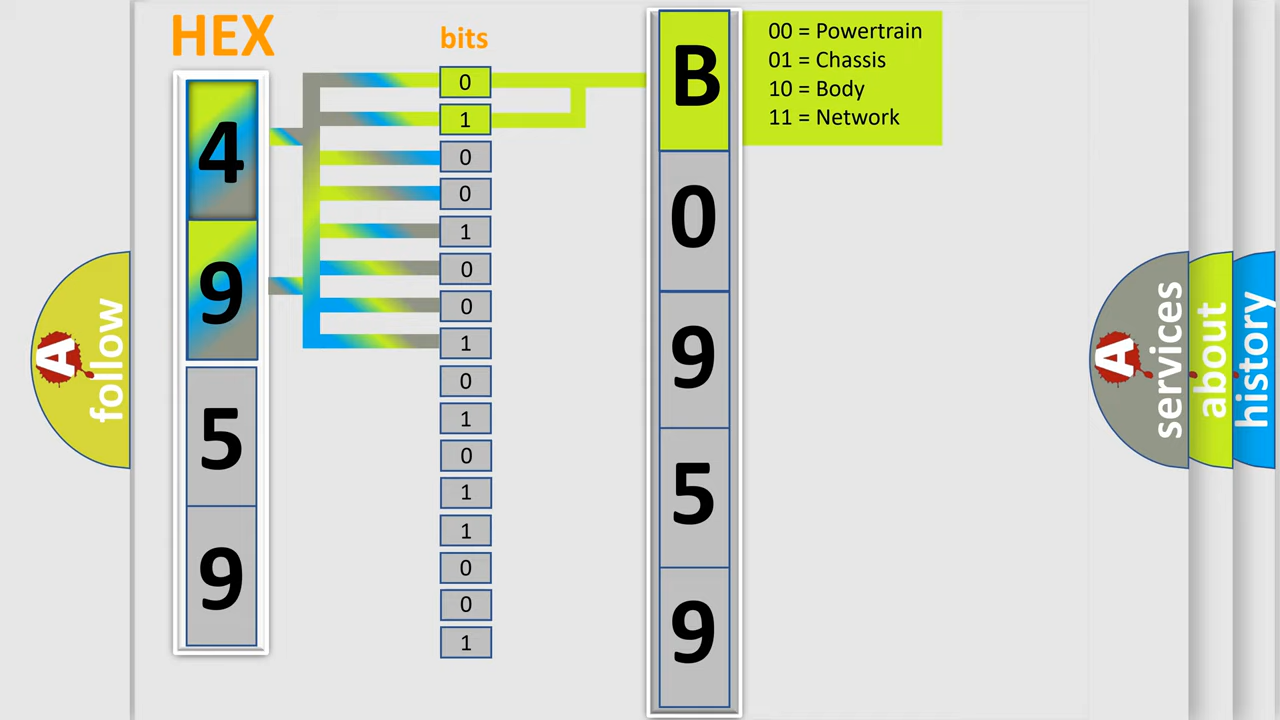 HEX
bits
4
9
5
9
0
1
0
0
1
0
0
1
0
1
0
1
1
0
0
1
B
0
9
5
9
00 = Powertrain
01 = Chassis
10 = Body
11 = Network
A
follow
A
services
about
history